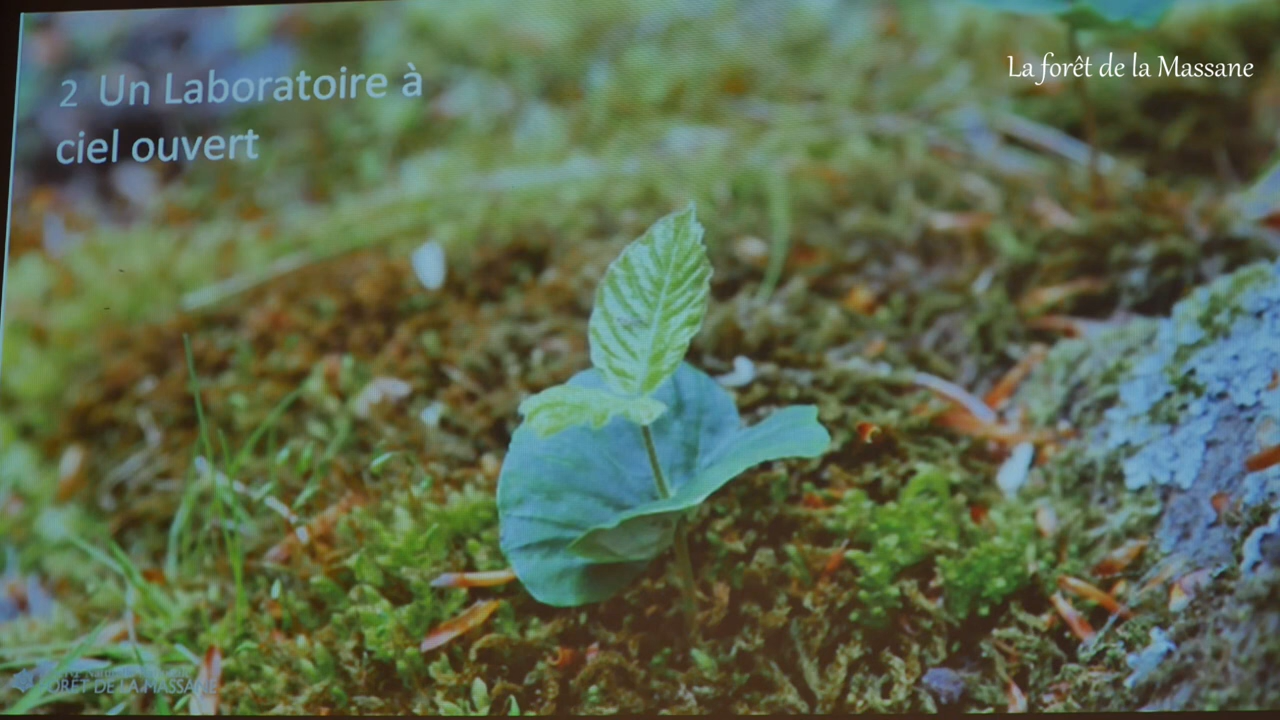 2 Un Laboratoire à
ciel ouvert
La forêt de la Massane
FORÊT DE LA MASSANE